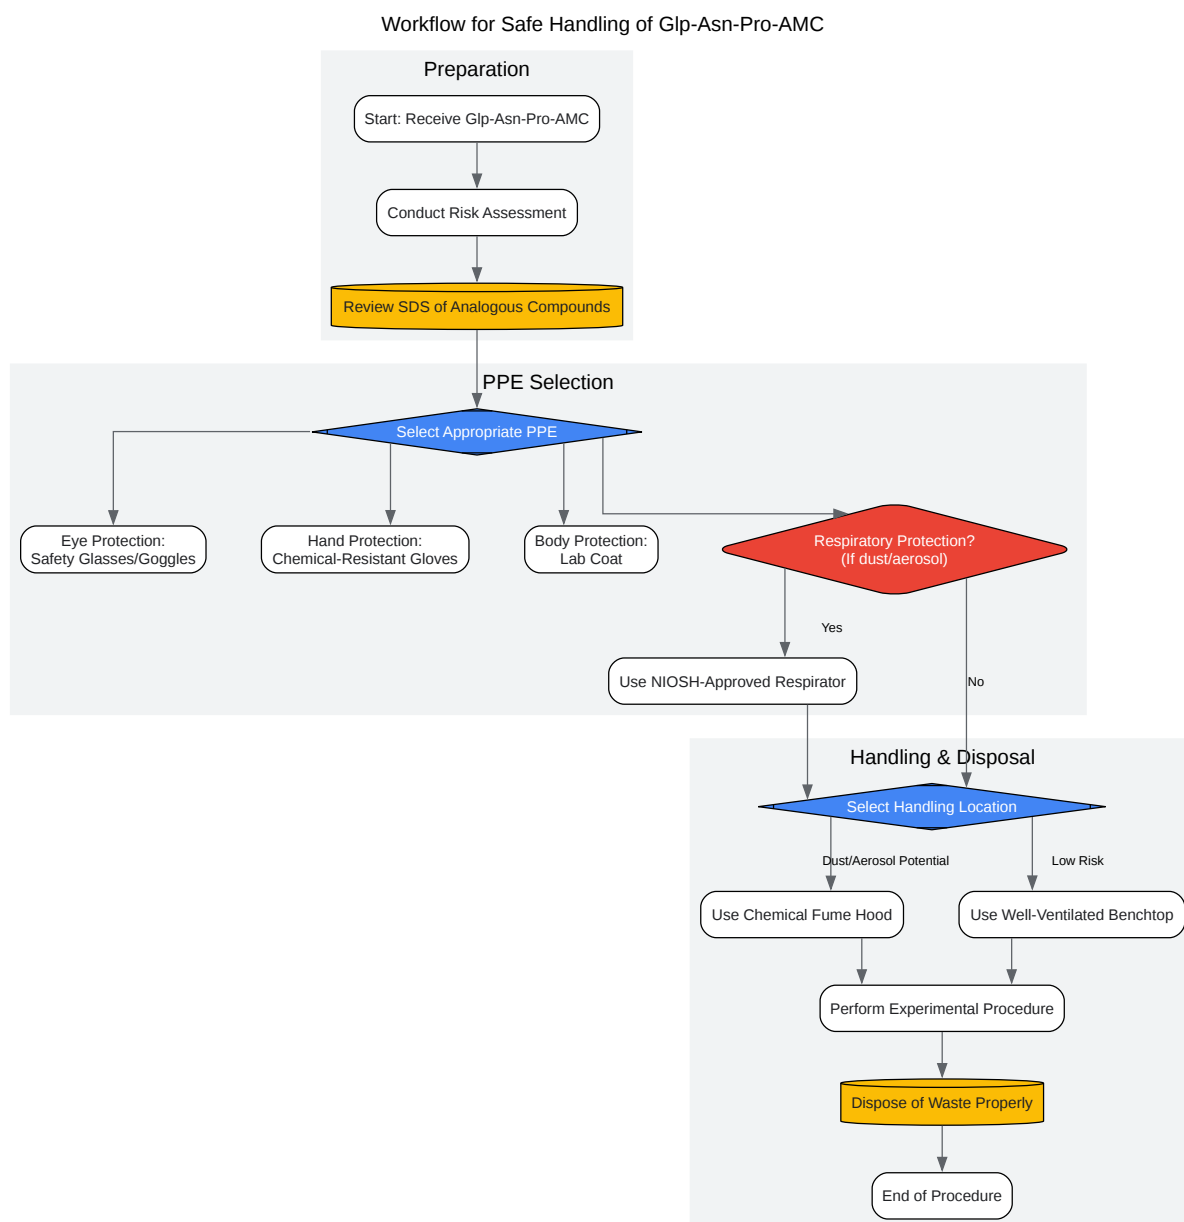 Workflow for Safe Handling of Glp-Asn-Pro-AMC
Preparation
Start: Receive Glp-Asn-Pro-AMC
Conduct Risk Assessment
Review SDS of Analogous Compounds
PPE Selection
Select Appropriate PPE
Eye Protection:
Safety Glasses/Goggles
Hand Protection:
Chemical-Resistant Gloves
Body Protection:
Lab Coat
Respiratory Protection?
(If dust/aerosol)
Yes
Use NIOSH-Approved Respirator
No
Handling & Disposal
Select Handling Location
Dust/Aerosol Potential
Low Risk
Use Chemical Fume Hood
Use Well-Ventilated Benchtop
Perform Experimental Procedure
Dispose of Waste Properly
End of Procedure